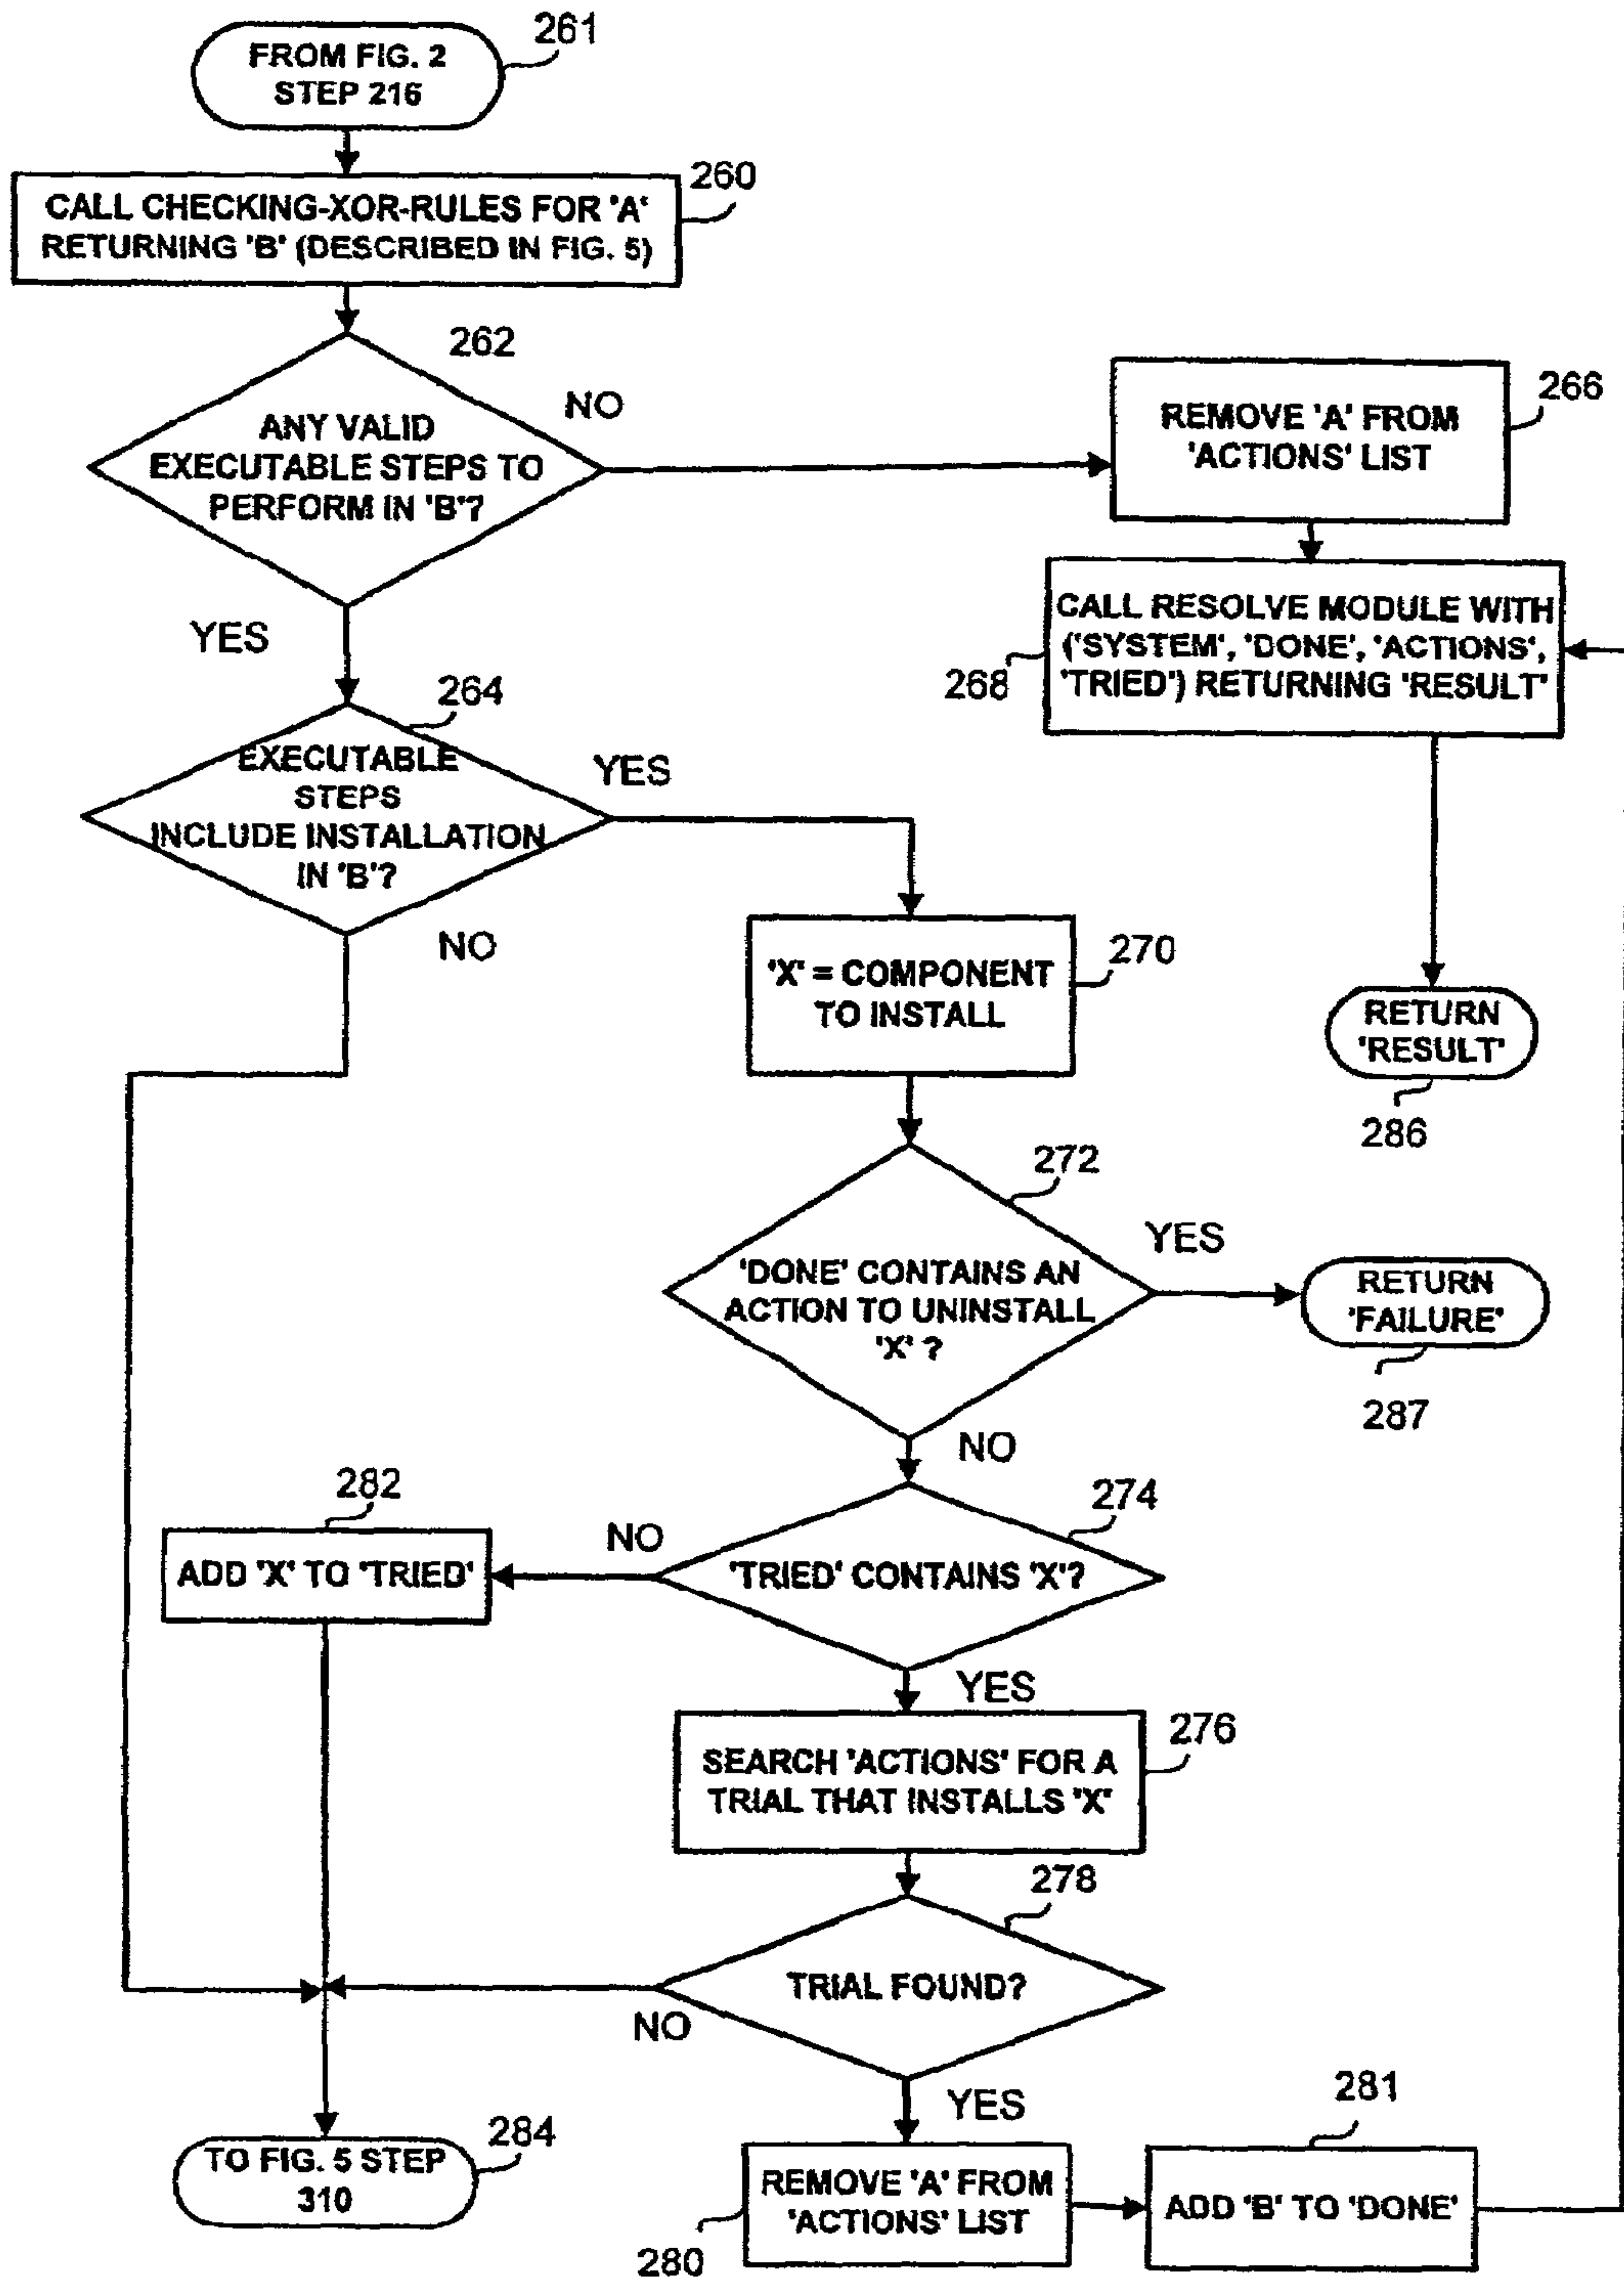 FROM FIG. 2
STEP 216
261
CALL CHECKING-XOR-RULES FOR 'A'
RETURNING 'B' (DESCRIBED IN FIG. 5)
260
262
ANY VALID
EXECUTABLE STEPS TO
PERFORM IN 'B'?
NO
YES
REMOVE 'A' FROM
'ACTIONS' LIST
266
CALL RESOLVE MODULE WITH
('SYSTEM', 'DONE', 'ACTIONS',
'TRIED') RETURNING 'RESULT'
268
264
EXECUTABLE
STEPS
INCLUDE INSTALLATION
IN 'B'?
YES
NO
'X' = COMPONENT
TO INSTALL
270
RETURN
'RESULT'
286
272
'DONE' CONTAINS AN
ACTION TO UNINSTALL
'X' ?
YES
NO
RETURN
'FAILURE'
287
274
'TRIED' CONTAINS 'X'?
NO
YES
282
ADD 'X' TO 'TRIED'
SEARCH 'ACTIONS' FOR A
TRIAL THAT INSTALLS 'X'
276
278
TRIAL FOUND?
NO
YES
TO FIG. 5 STEP
310
284
REMOVE 'A' FROM
'ACTIONS' LIST
280
281
ADD 'B' TO 'DONE'